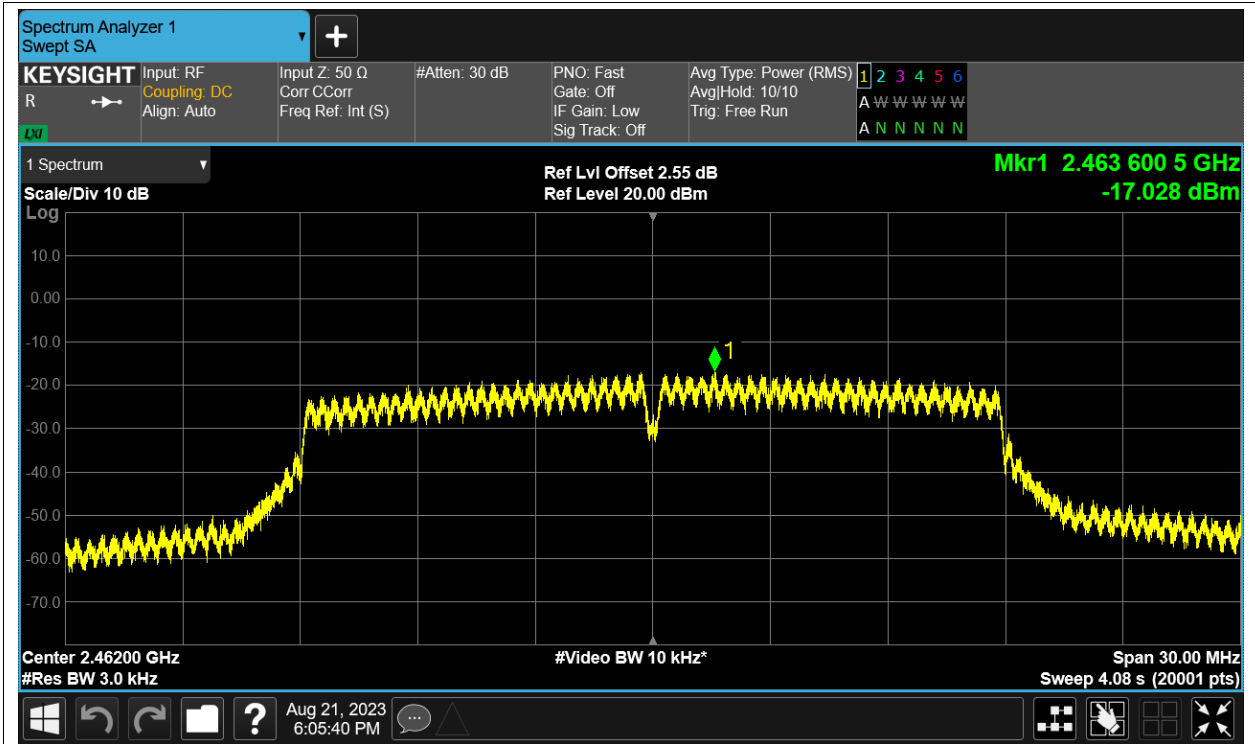 Spectrum Analyzer 1
Swept SA
KEYSIGHT
R
LXI
Input: RF
Coupling: DC
Align: Auto
Input Z: 50 Ω
Corr CCorr
Freq Ref: Int (S)
#Atten: 30 dB
PNO: Fast
Gate: Off
IF Gain: Low
Sig Track: Off
Avg Type: Power (RMS)
Avg|Hold: 10/10
Trig: Free Run
1 2 3 4 5 6
A W W W W W
A N N N N N
1 Spectrum
Scale/Div 10 dB
Log
Ref Lvl Offset 2.55 dB
Ref Level 20.00 dBm
Mkr1 2.463 600 5 GHz
-17.028 dBm
10.0
0.00
-10.0
1
-20.0
-30.0
-40.0
-50.0
-60.0
-70.0
Center 2.46200 GHz
#Video BW 10 kHz*
Span 30.00 MHz
#Res BW 3.0 kHz
Sweep 4.08 s (20001 pts)
?
Aug 21, 2023
6:05:40 PM